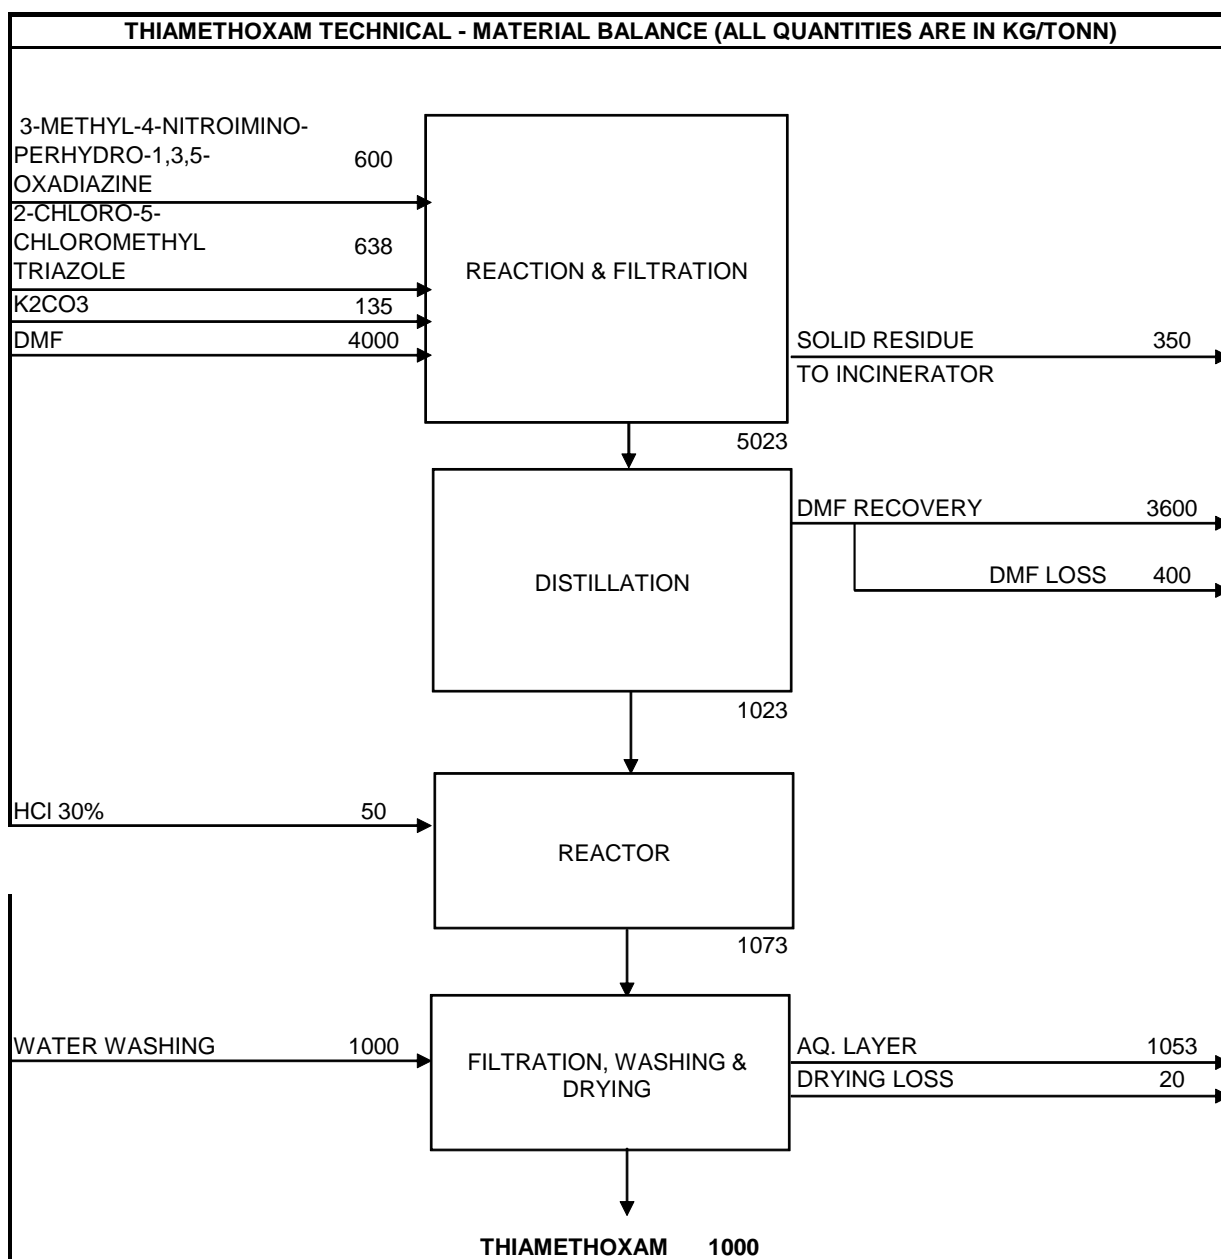 THIAMETHOXAM TECHNICAL - MATERIAL BALANCE (ALL QUANTITIES ARE IN KG/TONN)
3-METHYL-4-NITROIMINO-
PERHYDRO-1,3,5- 600
OXADIAZINE
2-CHLORO-5-
CHLOROMETHYL 638
TRIAZOLE
REACTION & FILTRATION
K2CO3 135
DMF 4000
SOLID RESIDUE 350
TO INCINERATOR
5023
DMF RECOVERY 3600
DMF LOSS 400
DISTILLATION
1023
HCl 30% 50
REACTOR
1073
WATER WASHING 1000
FILTRATION, WASHING &
DRYING
AQ. LAYER 1053
DRYING LOSS 20
THIAMETHOXAM 1000